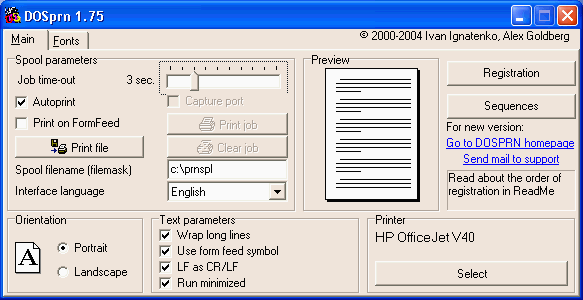 DOSprn 1.75
Main Fonts © 2000-2004 Ivan Ignatenko, Alex Goldberg
Spool parameters
Job time-out 3 sec.
Autoprint Capture port
Print on FormFeed Print job
Print file Clear job
Spool filename (filemask) c:\prnspl
Interface language English
Preview
Registration
Sequences
For new version:
Go to DOSPRN homepage
Send mail to support
Read about the order of
registration in ReadMe
Orientation
A
Portrait
Landscape
Text parameters
Wrap long lines
Use form feed symbol
LF as CR/LF
Run minimized
Printer
HP OfficeJet V40
Select